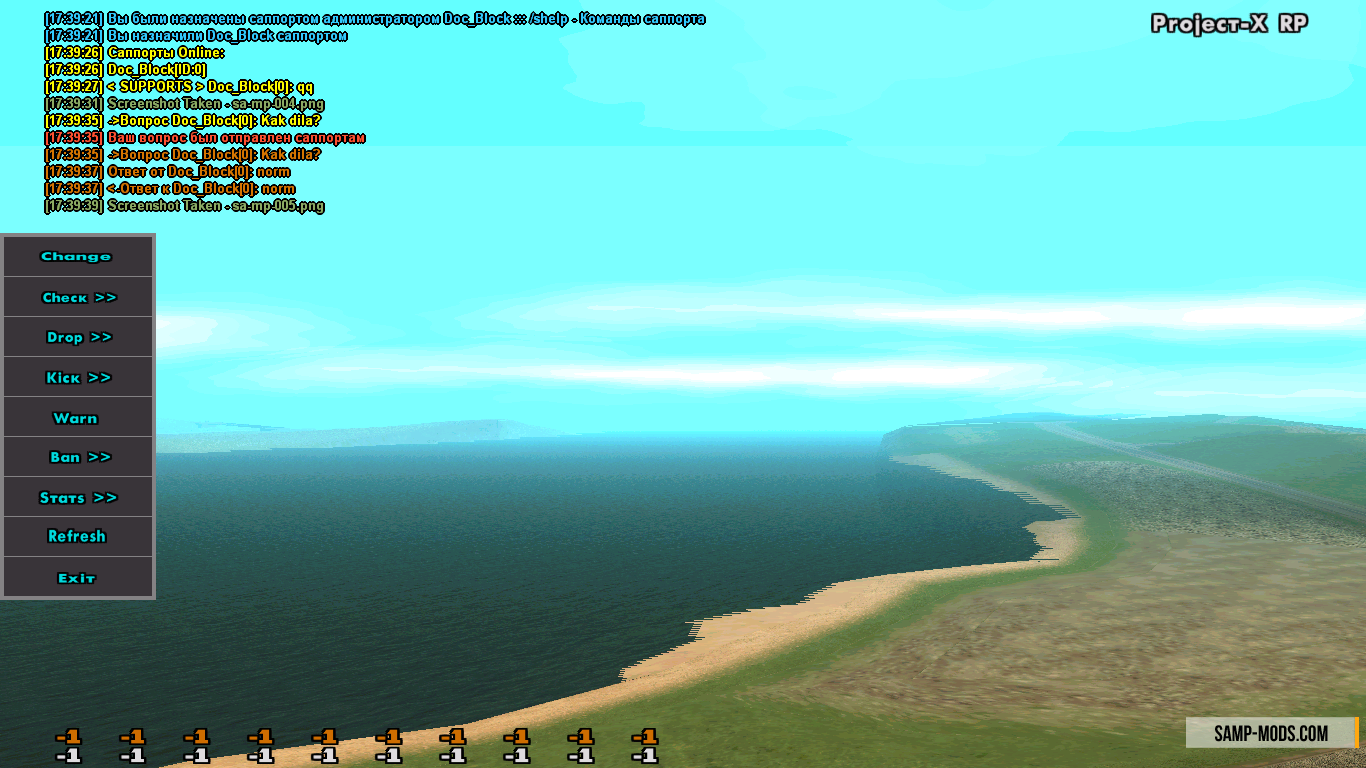 [17:39:21] Вы были назначены саппортом администратором Doc_Block ::: /shelp - Команды саппорта
[17:39:21] Вы назначили Doc_Block саппортом
[17:39:26] Саппорты Online:
[17:39:26] Doc_Block[ID:0]
[17:39:27] < SUPPORTS > Doc_Block[0]: qq
[17:39:31] Screenshot Taken - sa-mp-004.png
[17:39:35] ->Вопрос Doc_Block[0]: Kak dila?
[17:39:35] Ваш вопрос был отправлен саппортам
[17:39:35] ->Вопрос Doc_Block[0]: Kak dila?
[17:39:37] Ответ от Doc_Block[0]: norm
[17:39:37] <-Ответ к Doc_Block[0]: norm
[17:39:39] Screenshot Taken - sa-mp-005.png
Project-X RP
Change
Check >>
Drop >>
Kick >>
Warn
Ban >>
Stats >>
Refresh
Exit
-1 -1 -1 -1 -1 -1 -1 -1 -1 -1
-1 -1 -1 -1 -1 -1 -1 -1 -1 -1
SAMP-MODS.COM